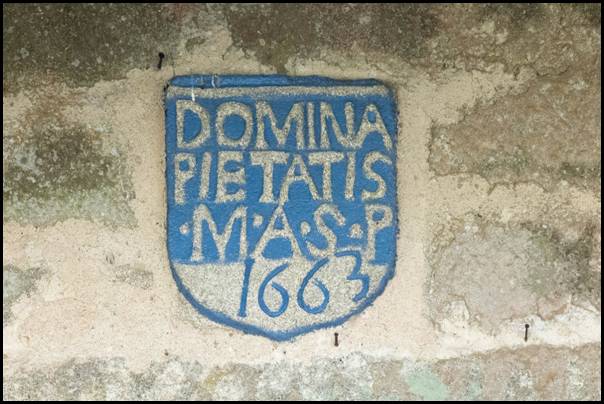 DOMINA
PIETATIS
·M·A·S·P
1663